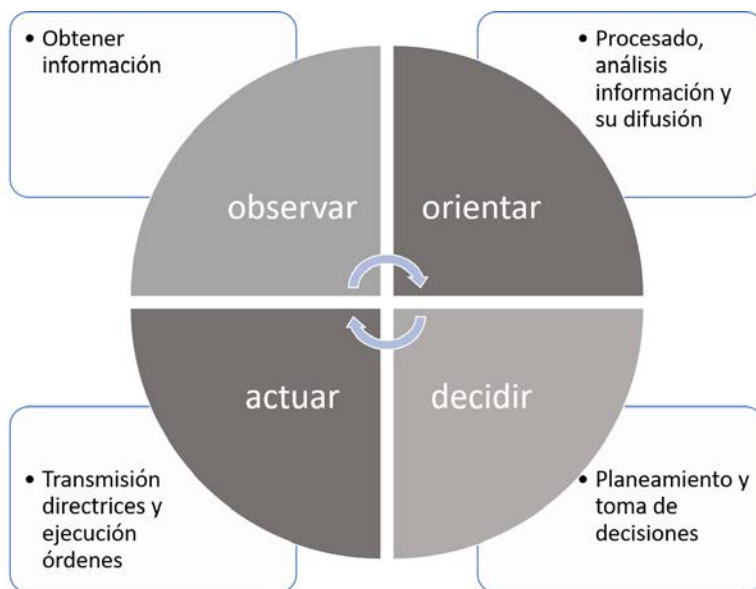 • Obtener
información
• Procesado,
análisis
información y
su difusión
observar
orientar
actuar
decidir
• Transmisión
directrices y
ejecución
órdenes
• Planeamiento y
toma de
decisiones